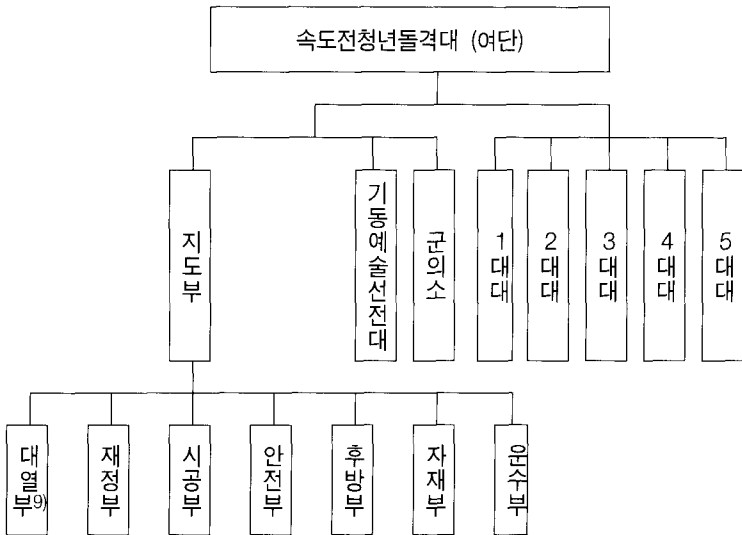 속도전청년돌격대 (여단)
지도부
기동예술선전대
군의소
1대대
2대대
3대대
4대대
5대대
대열부9)
재정부
시공부
안전부
후방부
자재부
운수부